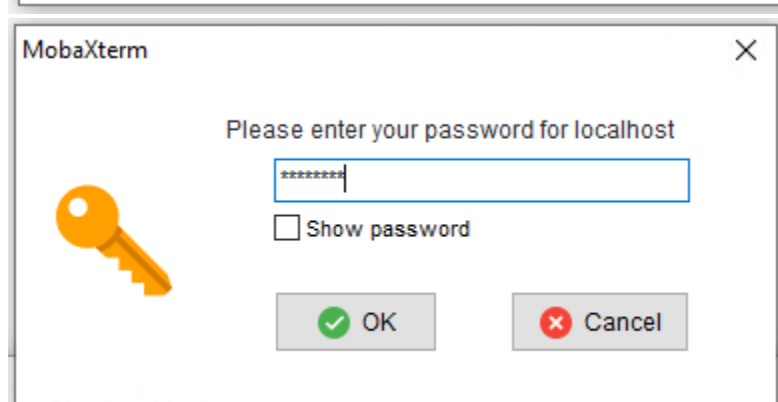 MobaXterm
Please enter your password for localhost
********
Show password
OK
Cancel